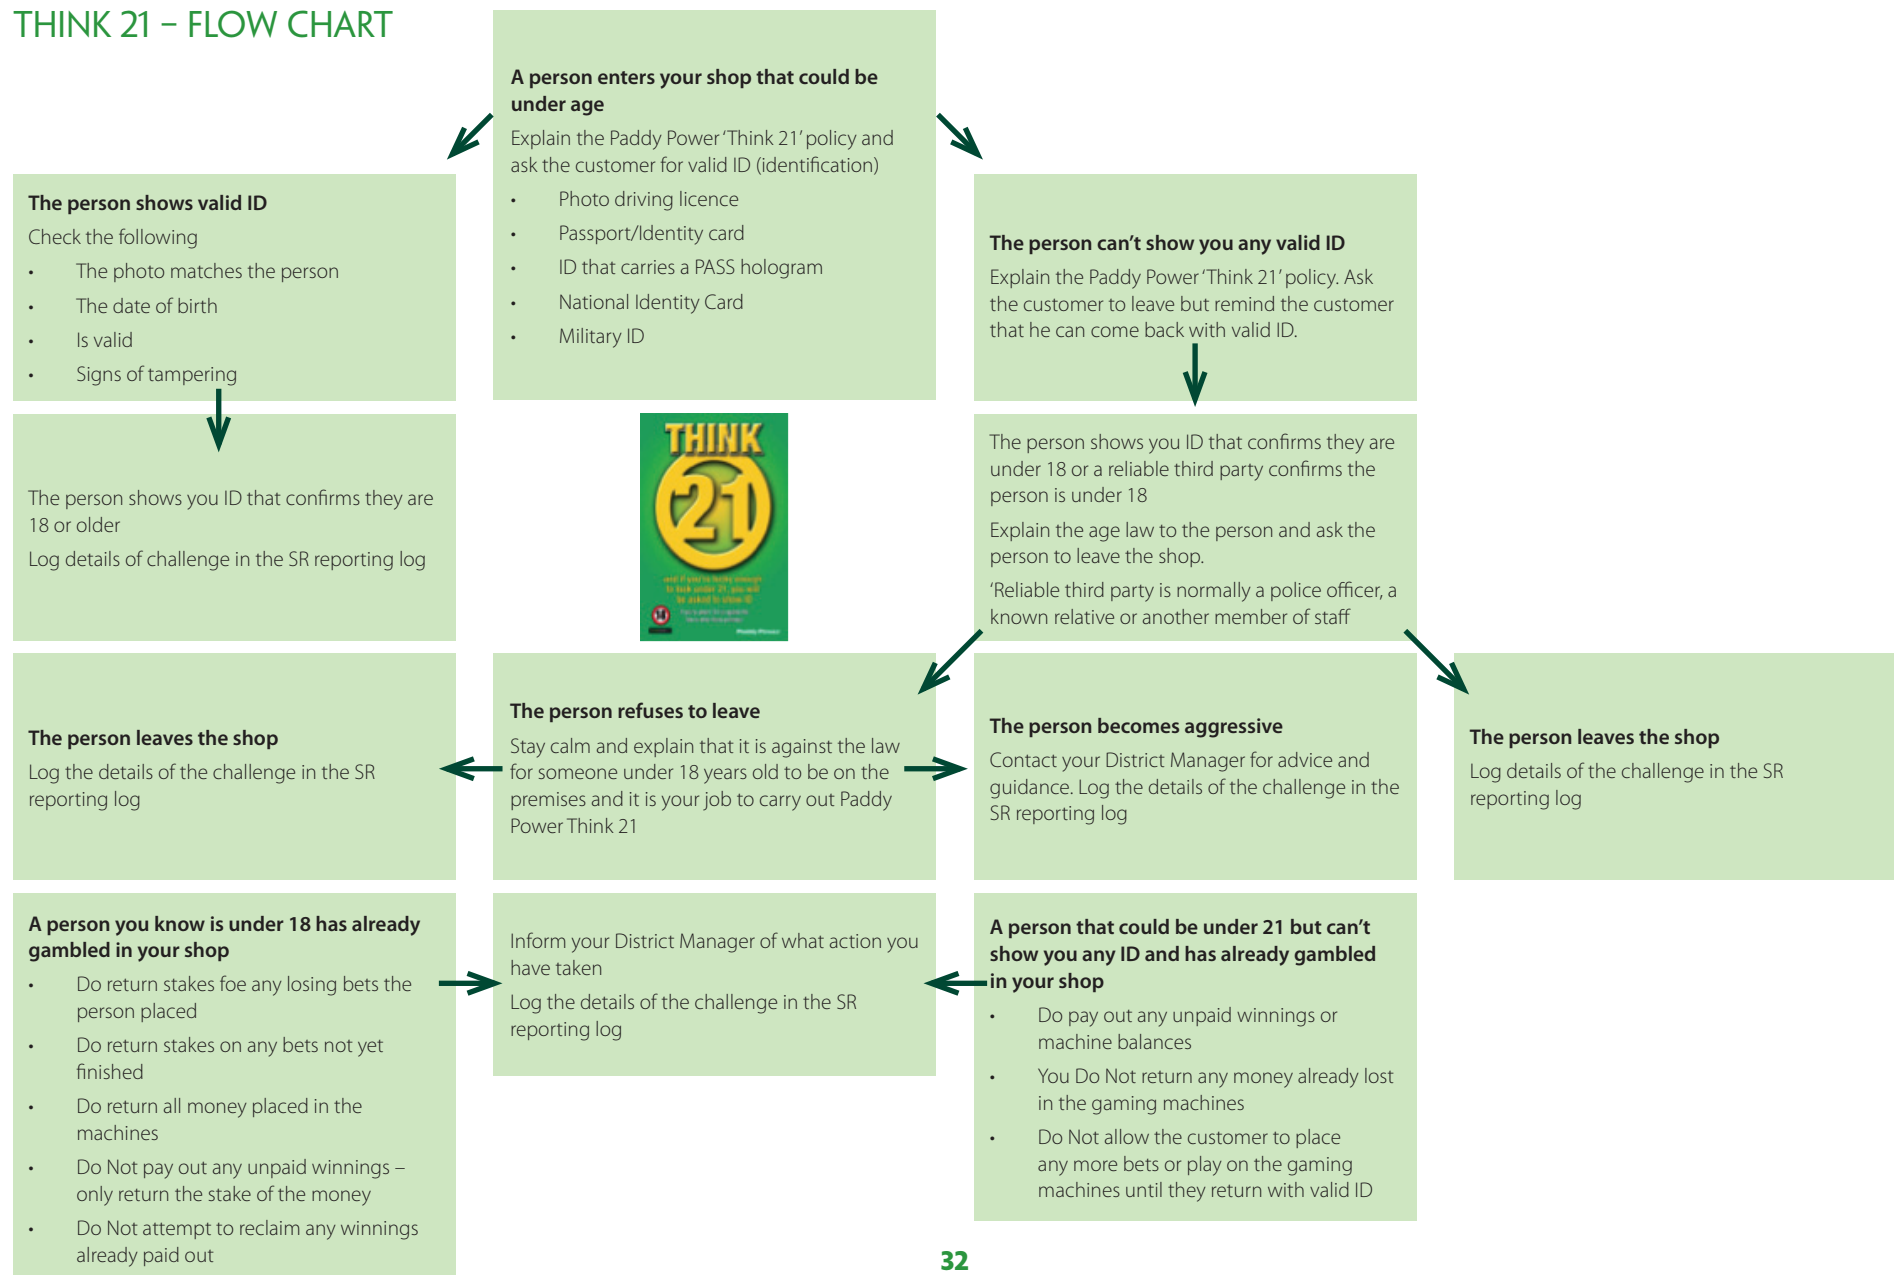 THINK 21 – FLOW CHART
A person enters your shop that could be
under age
Explain the Paddy Power ‘Think 21’ policy and
ask the customer for valid ID (identification)
• Photo driving licence
• Passport/Identity card
• ID that carries a PASS hologram
• National Identity Card
• Military ID
The person shows valid ID
Check the following
• The photo matches the person
• The date of birth
• Is valid
• Signs of tampering
The person can’t show you any valid ID
Explain the Paddy Power ‘Think 21’ policy. Ask
the customer to leave but remind the customer
that he can come back with valid ID.
The person shows you ID that confirms they are
18 or older
Log details of challenge in the SR reporting log
THINK
21
and if you're lucky enough
to look under 21, you will
be asked to show ID
18
Paddy Power
The person shows you ID that confirms they are
under 18 or a reliable third party confirms the
person is under 18
Explain the age law to the person and ask the
person to leave the shop.
‘Reliable third party is normally a police officer, a
known relative or another member of staff
The person leaves the shop
Log the details of the challenge in the SR
reporting log
The person refuses to leave
Stay calm and explain that it is against the law
for someone under 18 years old to be on the
premises and it is your job to carry out Paddy
Power Think 21
The person becomes aggressive
Contact your District Manager for advice and
guidance. Log the details of the challenge in the
SR reporting log
The person leaves the shop
Log details of the challenge in the SR
reporting log
A person you know is under 18 has already
gambled in your shop
• Do return stakes foe any losing bets the
person placed
• Do return stakes on any bets not yet
finished
• Do return all money placed in the
machines
• Do Not pay out any unpaid winnings –
only return the stake of the money
• Do Not attempt to reclaim any winnings
already paid out
Inform your District Manager of what action you
have taken
Log the details of the challenge in the SR
reporting log
A person that could be under 21 but can’t
show you any ID and has already gambled
in your shop
• Do pay out any unpaid winnings or
machine balances
• You Do Not return any money already lost
in the gaming machines
• Do Not allow the customer to place
any more bets or play on the gaming
machines until they return with valid ID
32